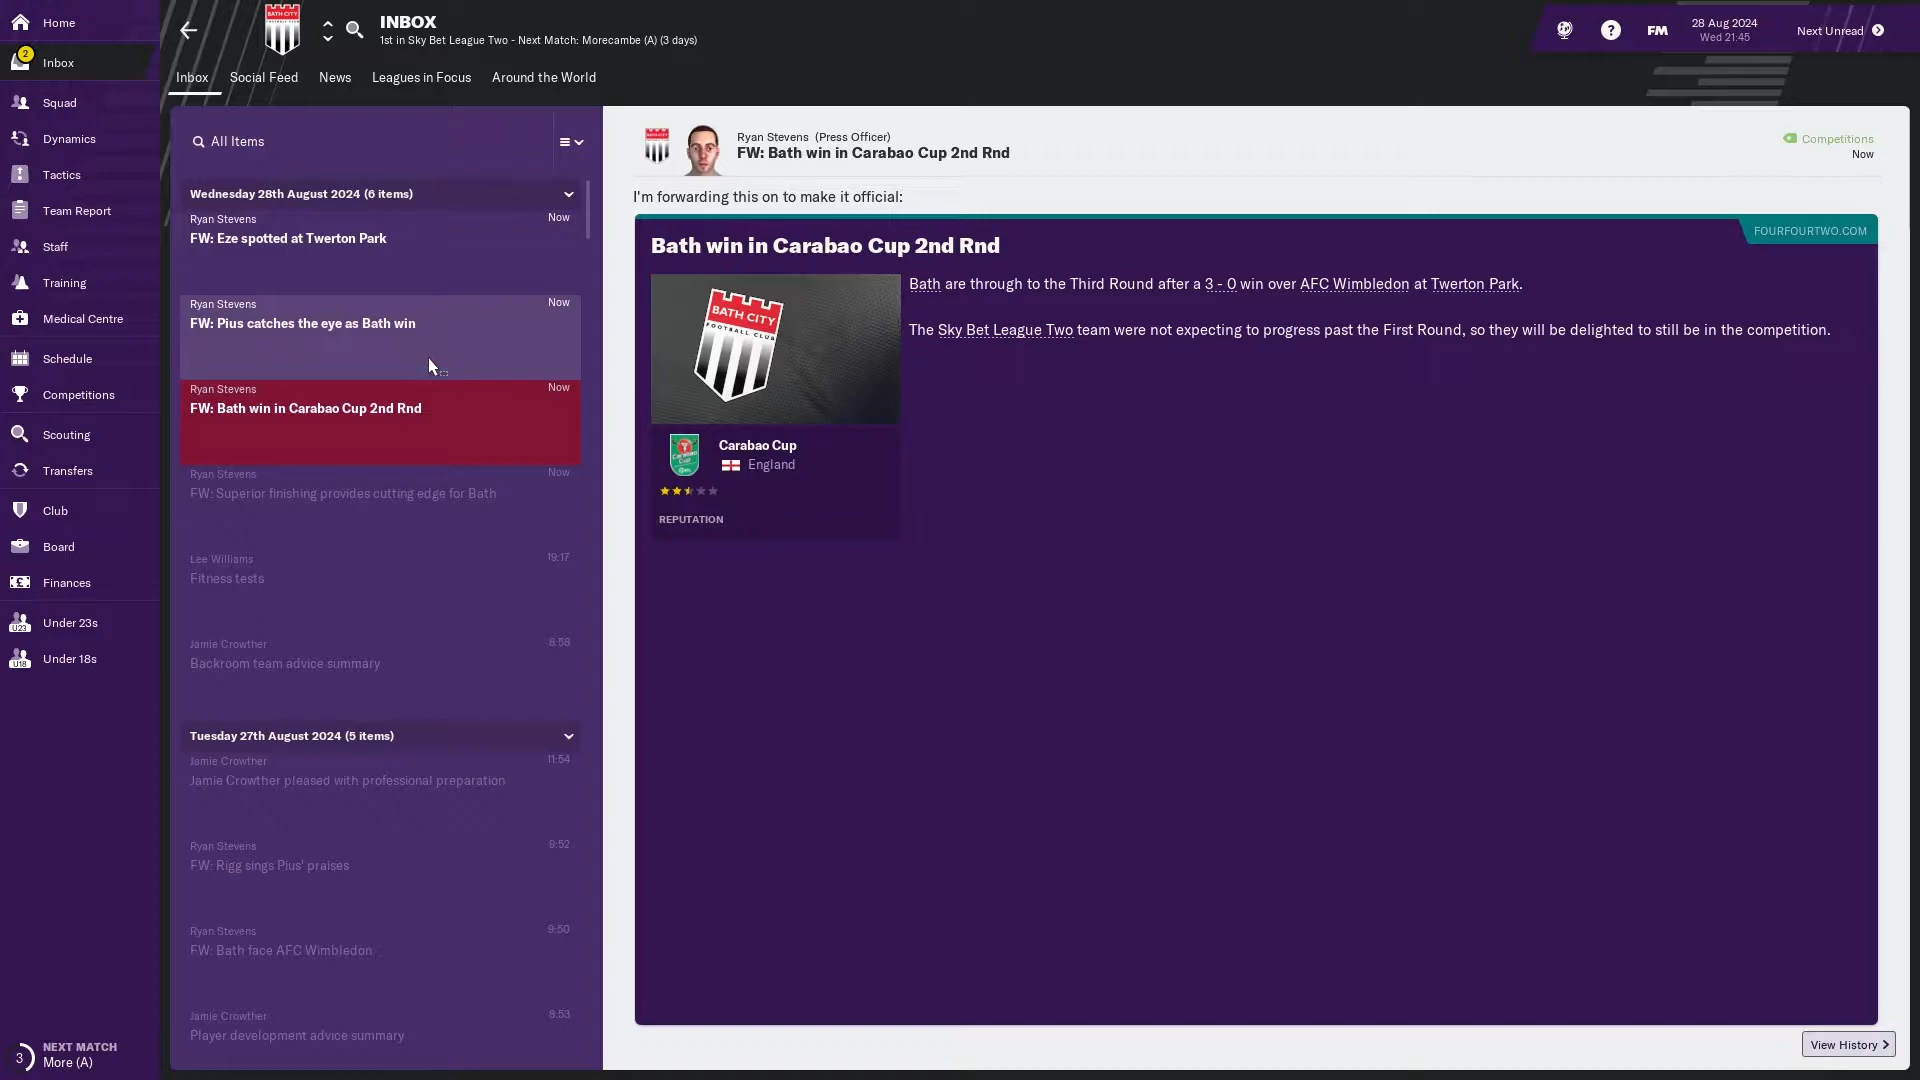 Home
2
Inbox
Squad
Dynamics
Tactics
Team Report
Staff
Training
Medical Centre
Schedule
Competitions
Scouting
Transfers
Club
Board
Finances
U23
Under 23s
U18
Under 18s
3
NEXT MATCH
More (A)
BATH CITY
INBOX
1st in Sky Bet League Two - Next Match: Morecambe (A) (3 days)
?
FM
28 Aug 2024
Wed 21:45
Next Unread
Inbox
Social Feed
News
Leagues in Focus
Around the World
All Items
Wednesday 28th August 2024 (6 items)
Ryan Stevens
Now
FW: Eze spotted at Twerton Park
Ryan Stevens
Now
FW: Pius catches the eye as Bath win
Ryan Stevens
Now
FW: Bath win in Carabao Cup 2nd Rnd
Ryan Stevens
Now
FW: Superior finishing provides cutting edge for Bath
Lee Williams
19:17
Fitness tests
Jamie Crowther
8:58
Backroom team advice summary
Tuesday 27th August 2024 (5 items)
Jamie Crowther
11:54
Jamie Crowther pleased with professional preparation
Ryan Stevens
9:52
FW: Rigg sings Pius' praises
Ryan Stevens
9:50
FW: Bath face AFC Wimbledon
Jamie Crowther
8:53
Player development advice summary
BATH CITY
Ryan Stevens (Press Officer)
FW: Bath win in Carabao Cup 2nd Rnd
Competitions
Now
I'm forwarding this on to make it official:
FOURFOURTWO.COM
Bath win in Carabao Cup 2nd Rnd
BATH CITY
FOOTBALL CLUB
Bath are through to the Third Round after a 3 - 0 win over AFC Wimbledon at Twerton Park.
The Sky Bet League Two team were not expecting to progress past the First Round, so they will be delighted to still be in the competition.
Carabao Cup
England
REPUTATION
View History